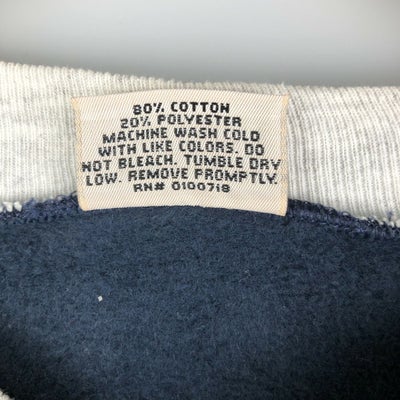 80% COTTON
20% POLYESTER
MACHINE WASH COLD
WITH LIKE COLORS. DO
NOT BLEACH. TUMBLE DRY
LOW. REMOVE PROMPTLY.
RN# 0100718